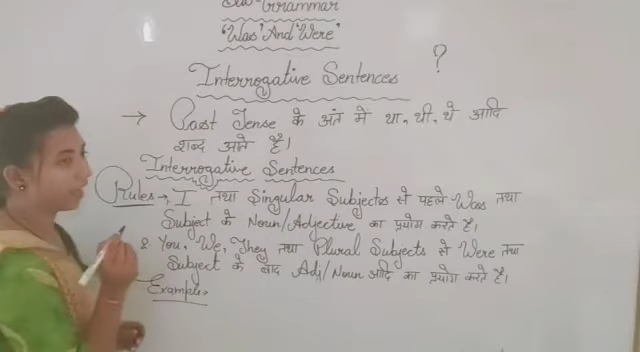 Sub-Grammar
'Was' And 'Were'
Interrogative Sentences ?
→ Past Tense के अंत मे था, थी, थे आदि
शब्द आते हैं।
Interrogative Sentences
Rules → I तथा Singular Subjects से पहले Was तथा
Subject के Noun/Adjective का प्रयोग करते हैं।
2. You, We, They तथा Plural Subjects से Were तथा
Subject के बाद Adj/Noun आदि का प्रयोग करते हैं।
Example→